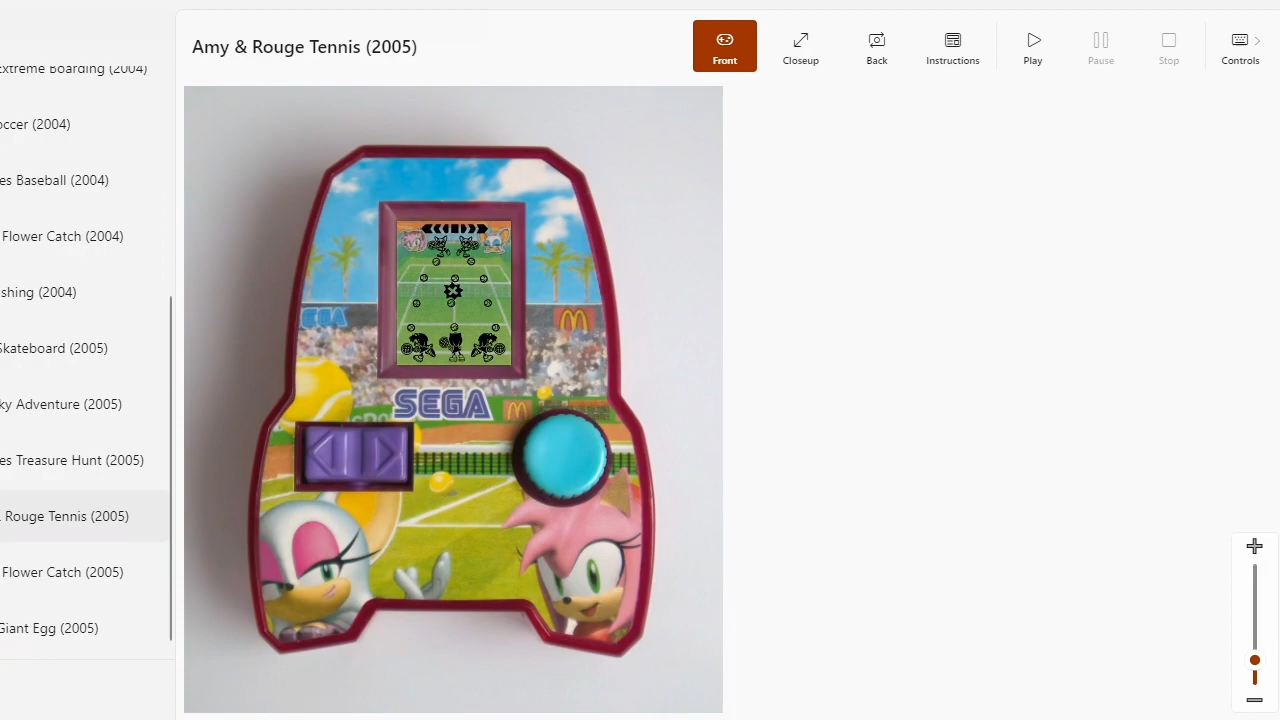 Amy & Rouge Tennis (2005)
Front
Closeup
Back
Instructions
Play
Pause
Stop
Controls
Extreme Boarding (2004)
occer (2004)
es Baseball (2004)
Flower Catch (2004)
shing (2004)
Skateboard (2005)
ky Adventure (2005)
es Treasure Hunt (2005)
Rouge Tennis (2005)
Flower Catch (2005)
Giant Egg (2005)
SEGA
SEGA